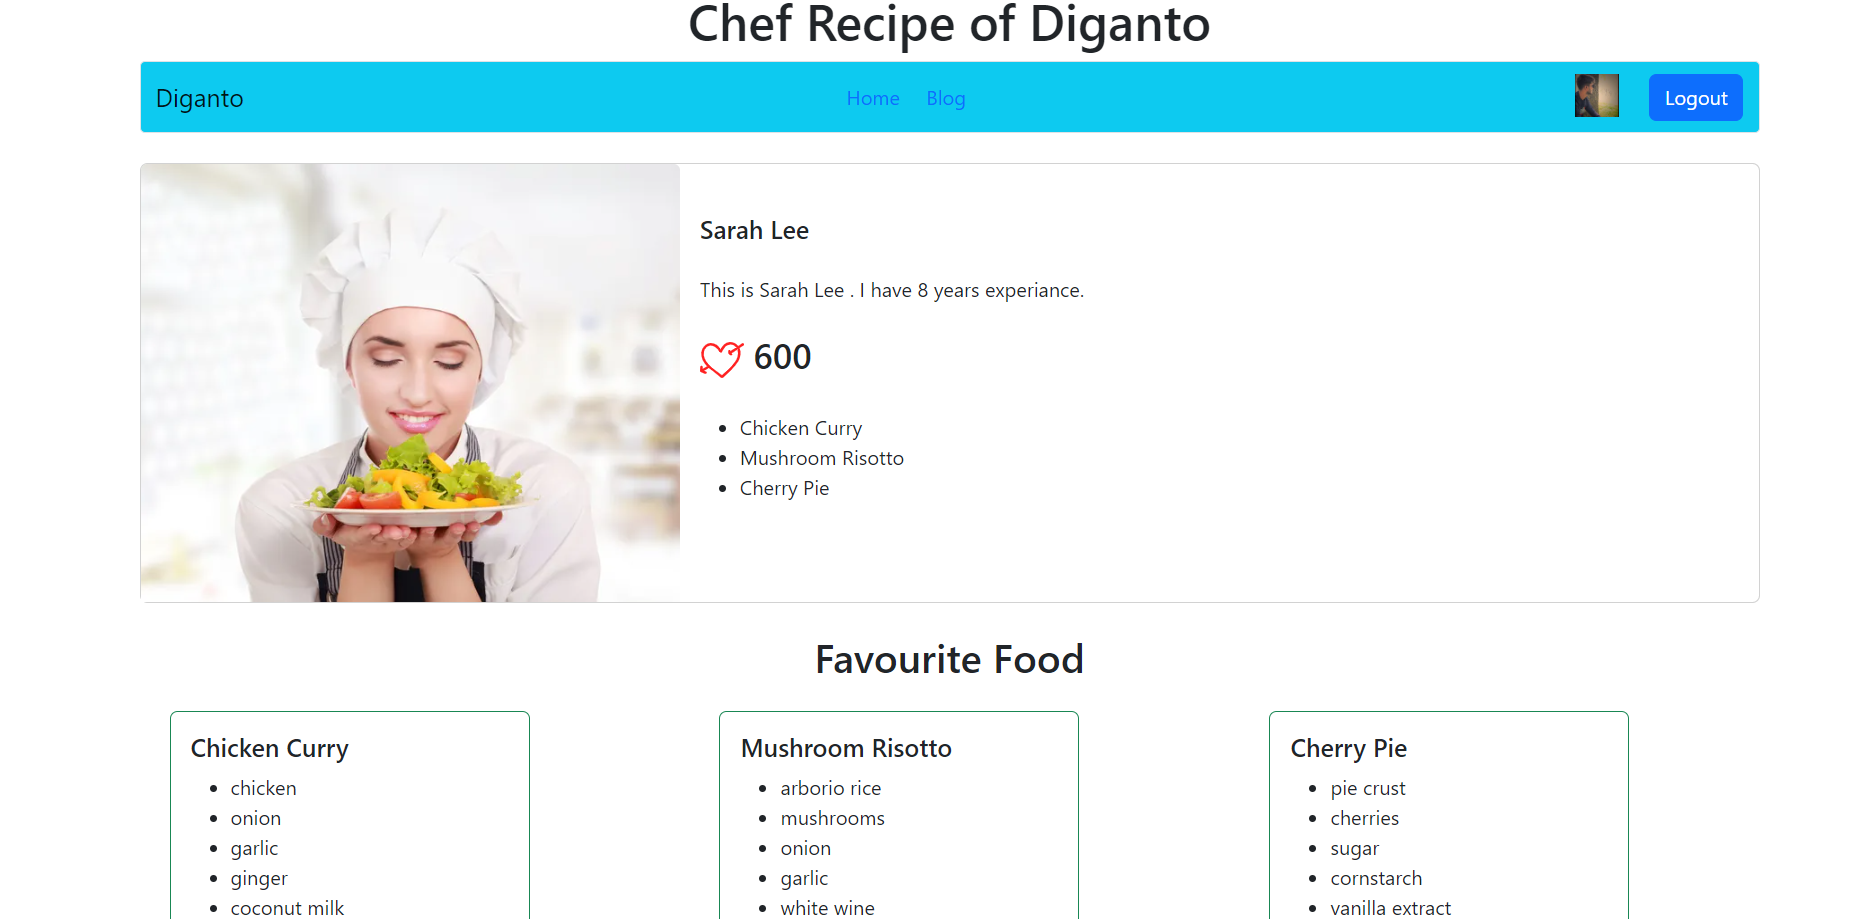 Chef Recipe of Diganto
Diganto
Home
Blog
Logout
Sarah Lee
This is Sarah Lee . I have 8 years experiance.
600
Chicken Curry
Mushroom Risotto
Cherry Pie
Favourite Food
Chicken Curry
chicken
onion
garlic
ginger
coconut milk
Mushroom Risotto
arborio rice
mushrooms
onion
garlic
white wine
Cherry Pie
pie crust
cherries
sugar
cornstarch
vanilla extract